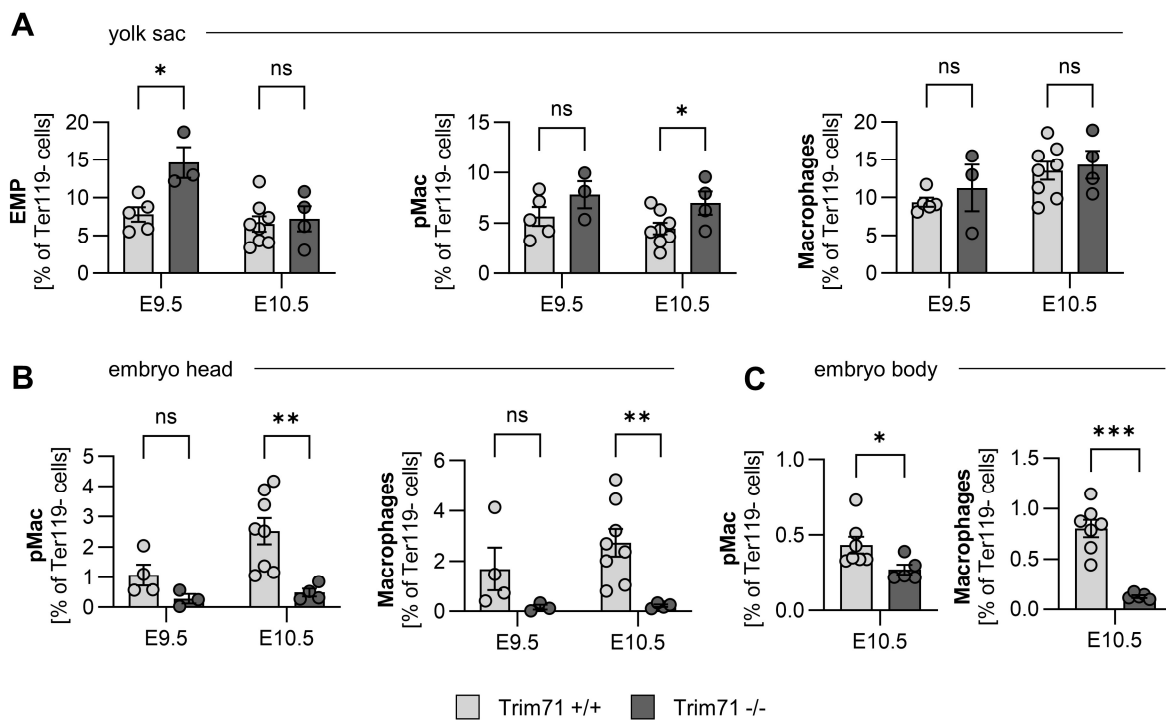 A
yolk sac
*
ns
EMP
[% of Ter119- cells]
20
15
10
5
0
E9.5
E10.5
ns
*
pMac
[% of Ter119- cells]
15
10
5
0
E9.5
E10.5
ns
ns
Macrophages
[% of Ter119- cells]
20
15
10
5
0
E9.5
E10.5
B
embryo head
ns
**
pMac
[% of Ter119- cells]
5
4
3
2
1
0
E9.5
E10.5
ns
**
Macrophages
[% of Ter119- cells]
6
4
2
0
E9.5
E10.5
C
embryo body
*
pMac
[% of Ter119- cells]
1.0
0.5
0.0
E10.5
***
Macrophages
[% of Ter119- cells]
1.5
1.0
0.5
0.0
E10.5
Trim71 +/+
Trim71 -/-